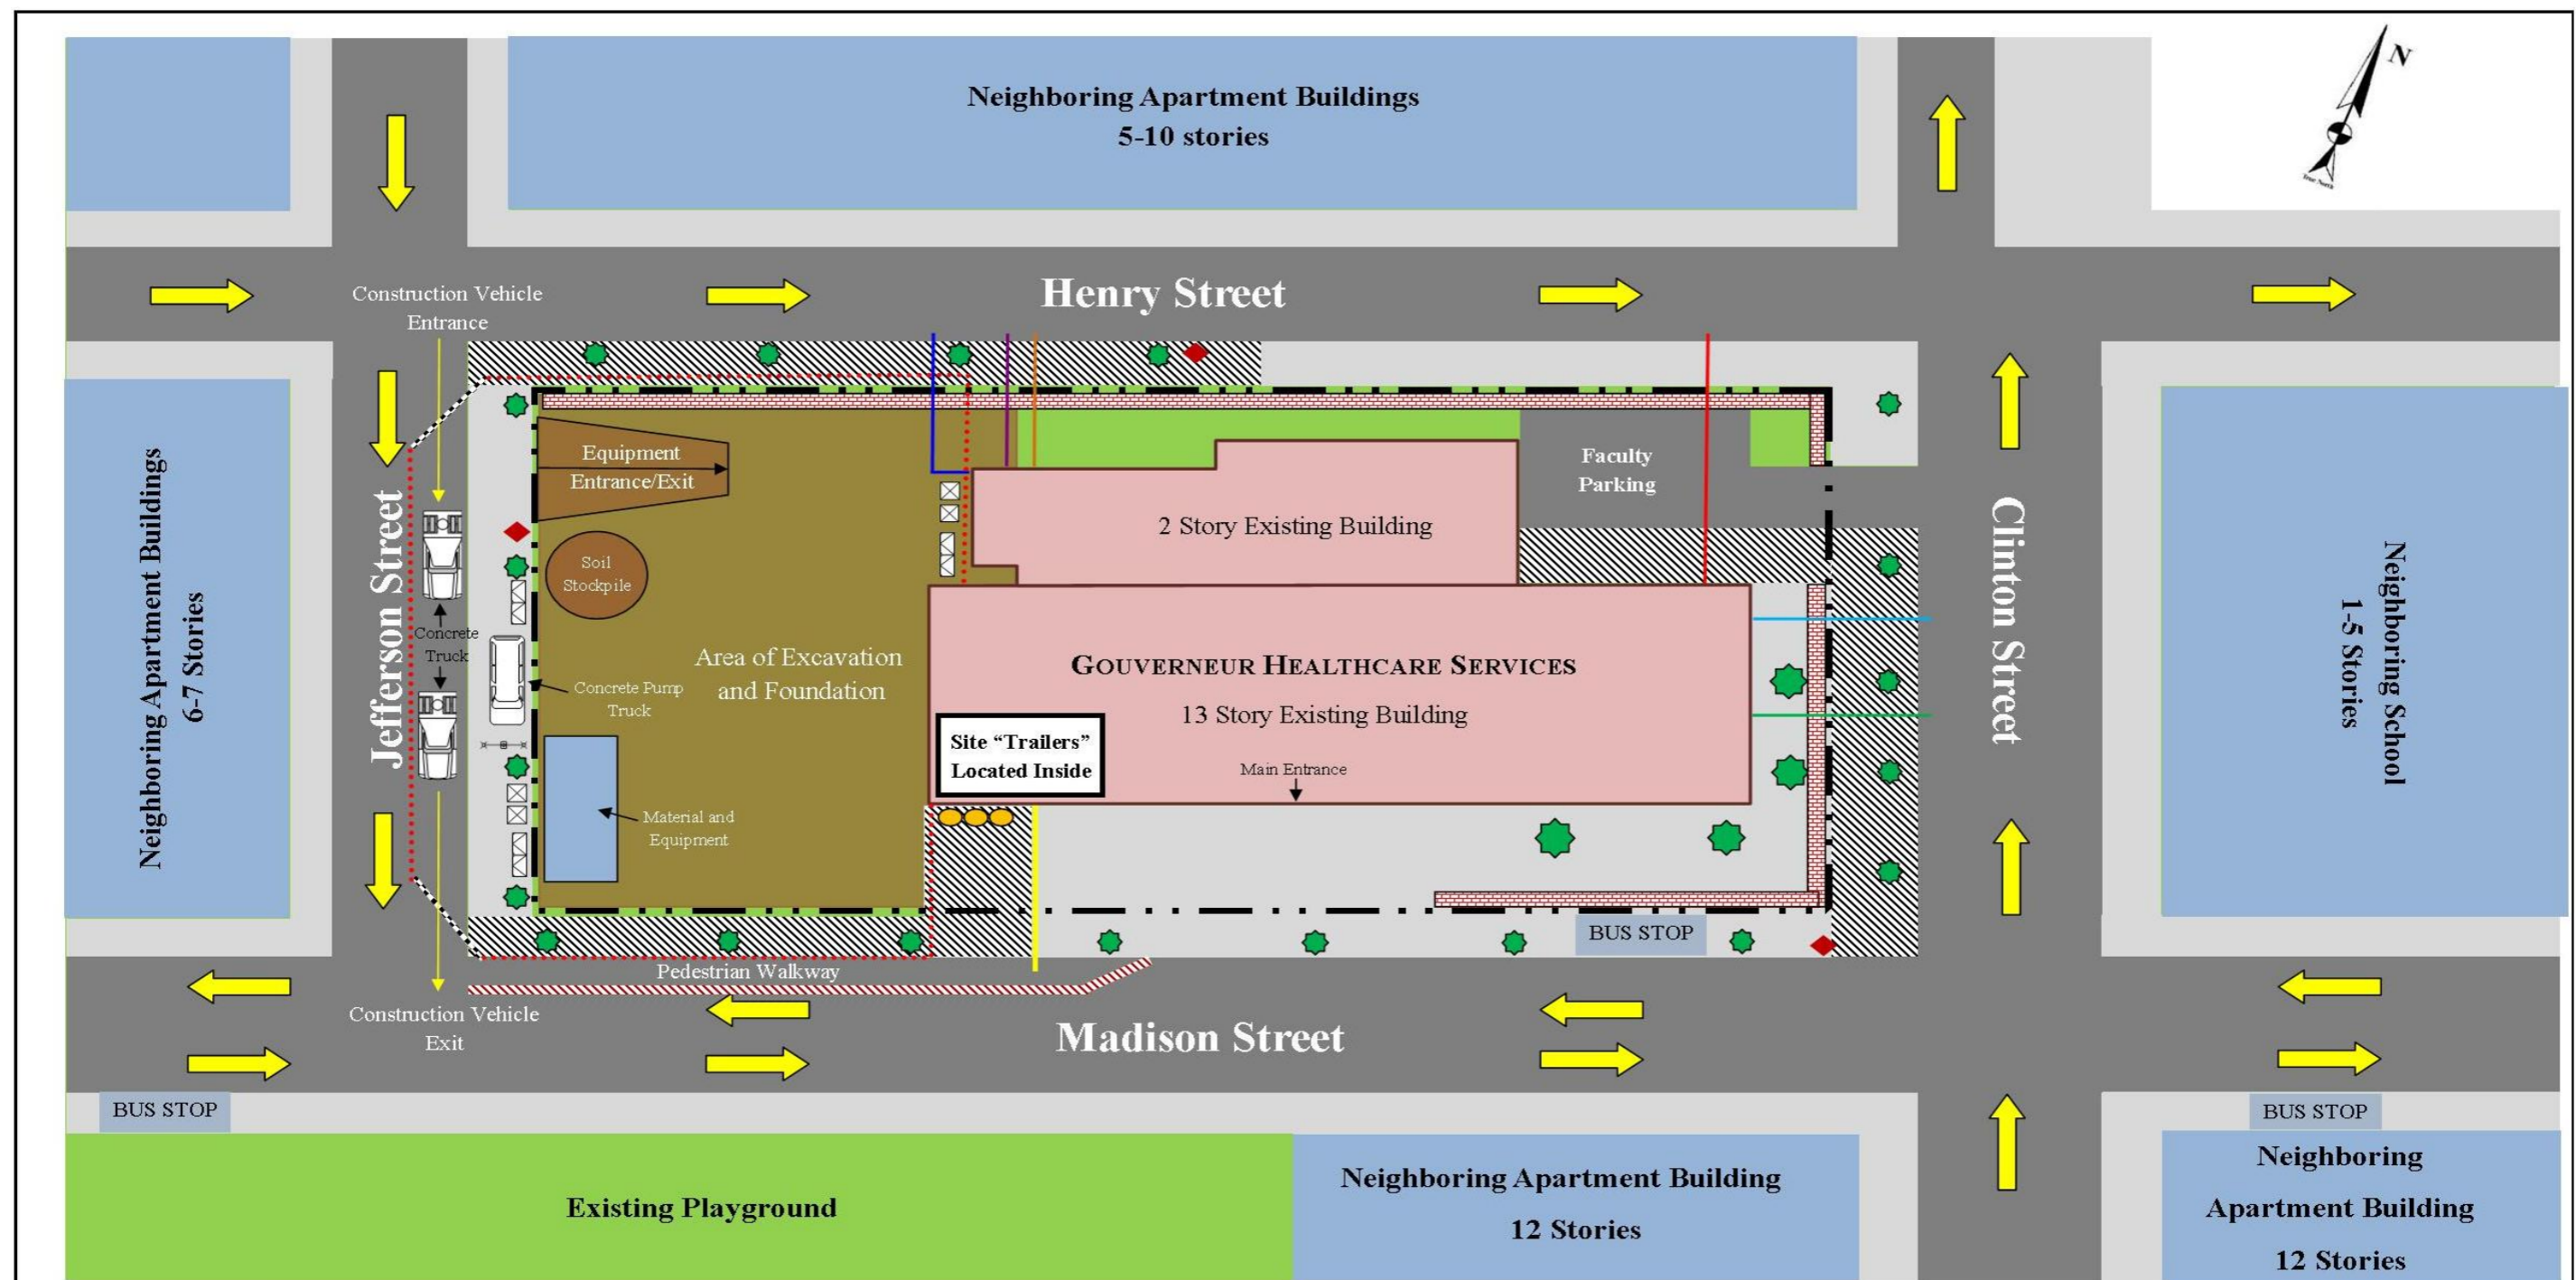 Neighboring Apartment Buildings
5-10 stories
N
True North
Construction Vehicle
Entrance
Henry Street
Neighboring Apartment Buildings
6-7 Stories
Jefferson Street
Equipment
Entrance/Exit
Soil
Stockpile
Concrete
Truck
Concrete Pump
Truck
Area of Excavation
and Foundation
Material and
Equipment
2 Story Existing Building
Faculty
Parking
GOUVERNEUR HEALTHCARE SERVICES
13 Story Existing Building
Site “Trailers”
Located Inside
Main Entrance
Clinton Street
Neighboring School
1-5 Stories
BUS STOP
Pedestrian Walkway
Construction Vehicle
Exit
Madison Street
BUS STOP
BUS STOP
Existing Playground
Neighboring Apartment Building
12 Stories
Neighboring
Apartment Building
12 Stories